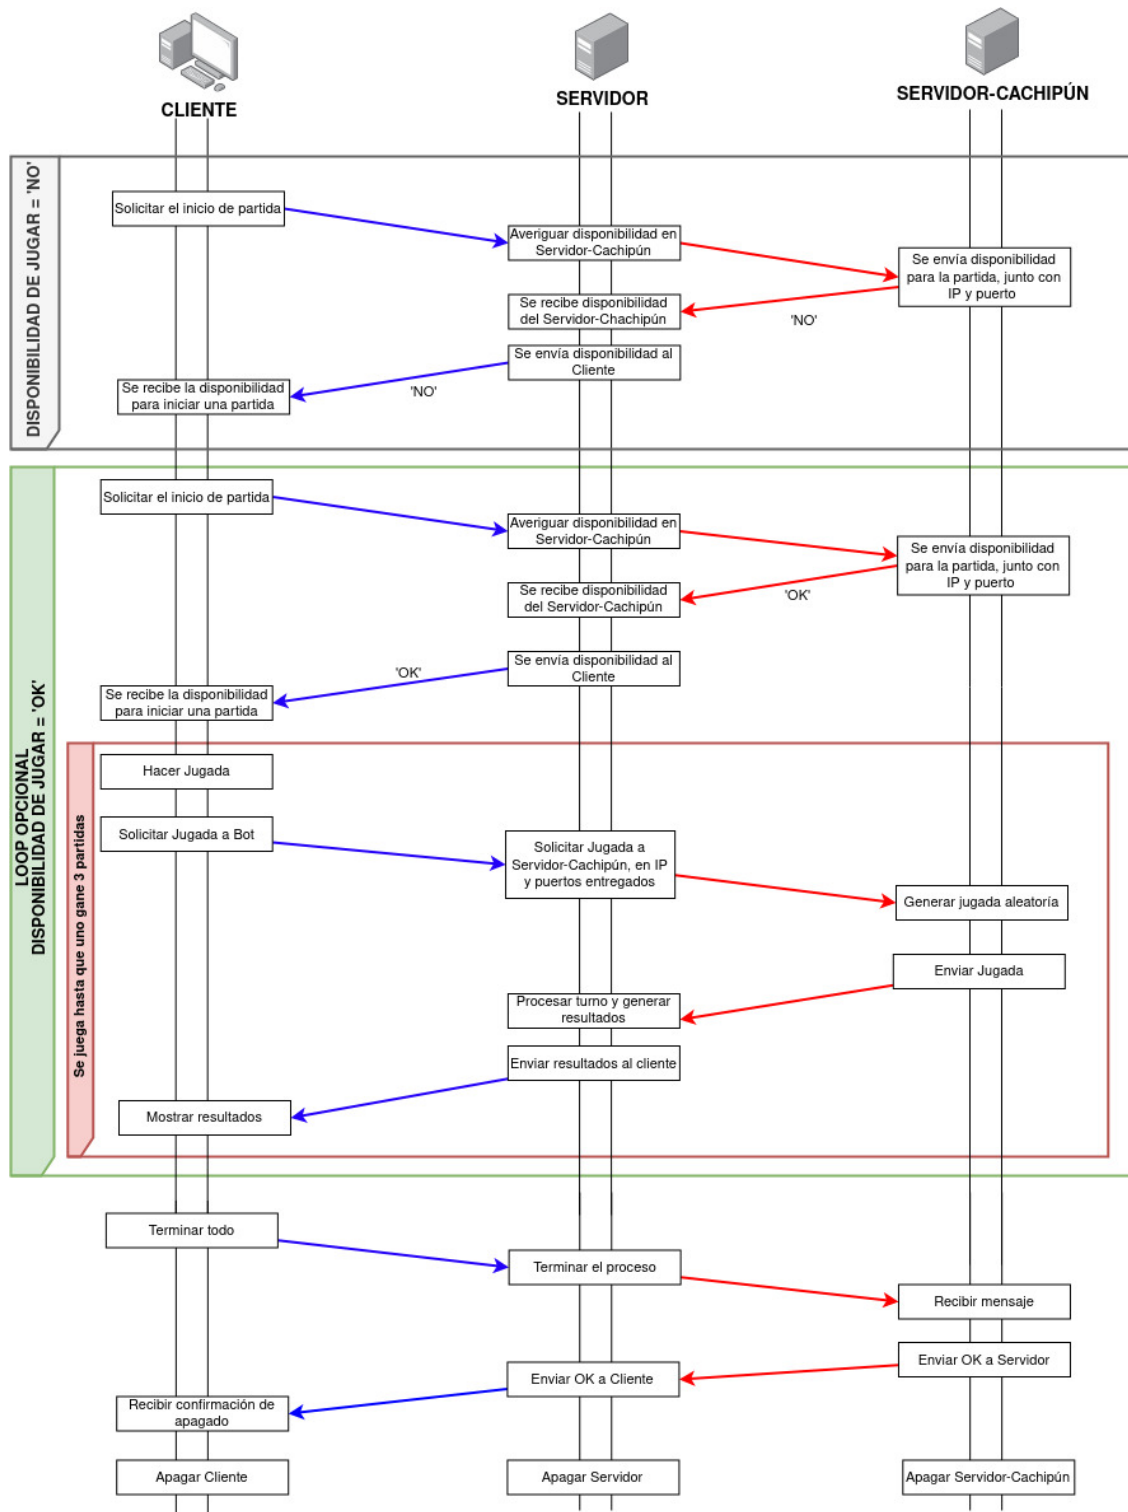 CLIENTE
SERVIDOR
SERVIDOR-CACHIPÚN
DISPONIBILIDAD DE JUGAR = 'NO'
Solicitar el inicio de partida
Averiguar disponibilidad en
Servidor-Cachipún
Se envía disponibilidad
para la partida, junto con
IP y puerto
Se recibe disponibilidad
del Servidor-Chachipún
'NO'
Se envía disponibilidad al
Cliente
'NO'
Se recibe la disponibilidad
para iniciar una partida
LOOP OPCIONAL
DISPONIBILIDAD DE JUGAR = 'OK'
Solicitar el inicio de partida
Averiguar disponibilidad en
Servidor-Cachipún
Se envía disponibilidad
para la partida, junto con
IP y puerto
Se recibe disponibilidad
del Servidor-Cachipún
'OK'
Se envía disponibilidad al
Cliente
'OK'
Se recibe la disponibilidad
para iniciar una partida
Se juega hasta que uno gane 3 partidas
Hacer Jugada
Solicitar Jugada a Bot
Solicitar Jugada a
Servidor-Cachipún, en IP
y puertos entregados
Generar jugada aleatoría
Enviar Jugada
Procesar turno y generar
resultados
Enviar resultados al cliente
Mostrar resultados
Terminar todo
Terminar el proceso
Recibir mensaje
Enviar OK a Servidor
Enviar OK a Cliente
Recibir confirmación de
apagado
Apagar Cliente
Apagar Servidor
Apagar Servidor-Cachipún